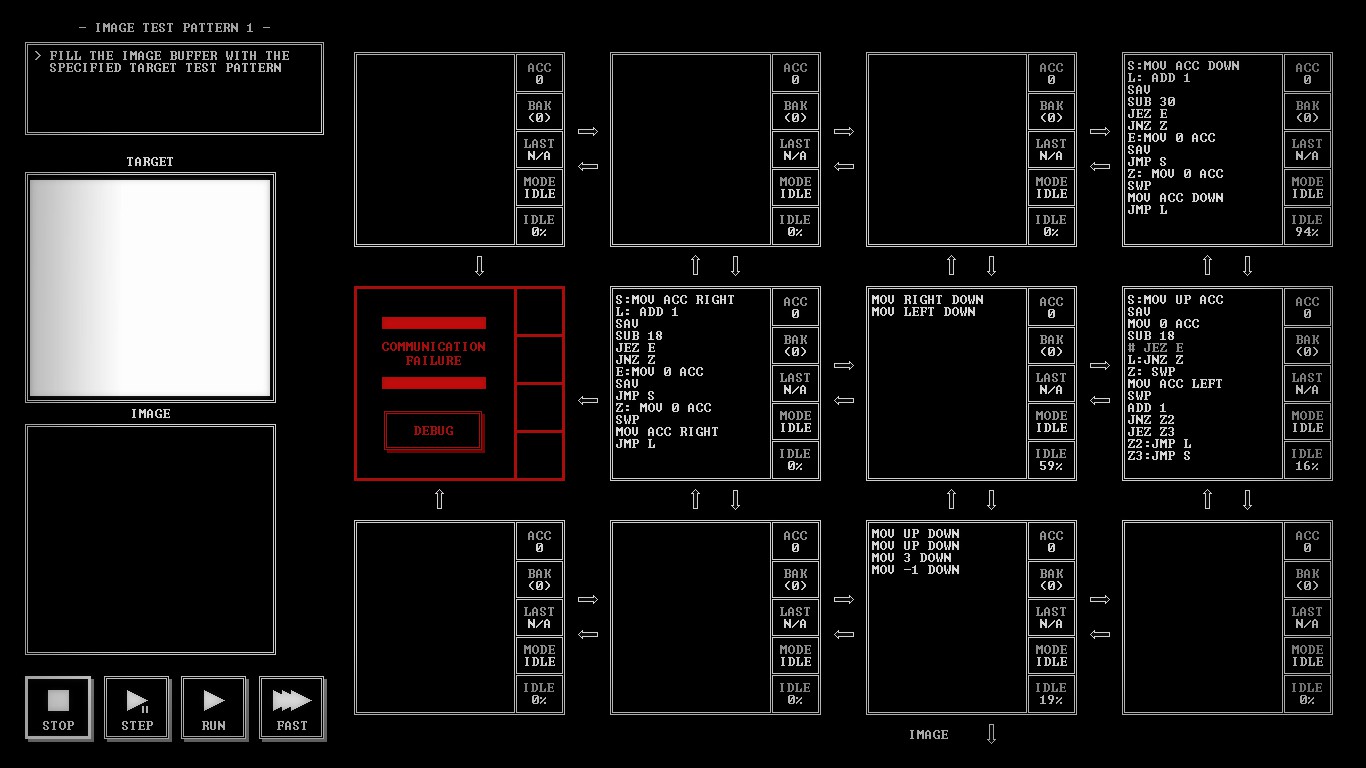 - IMAGE TEST PATTERN 1 -
> FILL THE IMAGE BUFFER WITH THE
SPECIFIED TARGET TEST PATTERN
TARGET
IMAGE
STOP
STEP
RUN
FAST
ACC
0
BAK
(0)
LAST
N/A
MODE
IDLE
IDLE
0%
ACC
0
BAK
(0)
LAST
N/A
MODE
IDLE
IDLE
0%
ACC
0
BAK
(0)
LAST
N/A
MODE
IDLE
IDLE
0%
S:MOV ACC DOWN
L: ADD 1
SAV
SUB 30
JEZ E
JNZ Z
E:MOV 0 ACC
SAV
JMP S
Z: MOV 0 ACC
SWP
MOV ACC DOWN
JMP L
ACC
0
BAK
(0)
LAST
N/A
MODE
IDLE
IDLE
94%
COMMUNICATION
FAILURE
DEBUG
S:MOV ACC RIGHT
L: ADD 1
SAV
SUB 18
JEZ E
JNZ Z
E:MOV 0 ACC
SAV
JMP S
Z: MOV 0 ACC
SWP
MOV ACC RIGHT
JMP L
ACC
0
BAK
(0)
LAST
N/A
MODE
IDLE
IDLE
0%
MOV RIGHT DOWN
MOV LEFT DOWN
ACC
0
BAK
(0)
LAST
N/A
MODE
IDLE
IDLE
59%
S:MOV UP ACC
SAV
MOV 0 ACC
SUB 18
# JEZ E
L:JNZ Z
Z: SWP
MOV ACC LEFT
SWP
ADD 1
JNZ Z2
JEZ Z3
Z2:JMP L
Z3:JMP S
ACC
0
BAK
(0)
LAST
N/A
MODE
IDLE
IDLE
16%
ACC
0
BAK
(0)
LAST
N/A
MODE
IDLE
IDLE
0%
ACC
0
BAK
(0)
LAST
N/A
MODE
IDLE
IDLE
0%
MOV UP DOWN
MOV UP DOWN
MOV 3 DOWN
MOV -1 DOWN
ACC
0
BAK
(0)
LAST
N/A
MODE
IDLE
IDLE
19%
ACC
0
BAK
(0)
LAST
N/A
MODE
IDLE
IDLE
0%
IMAGE